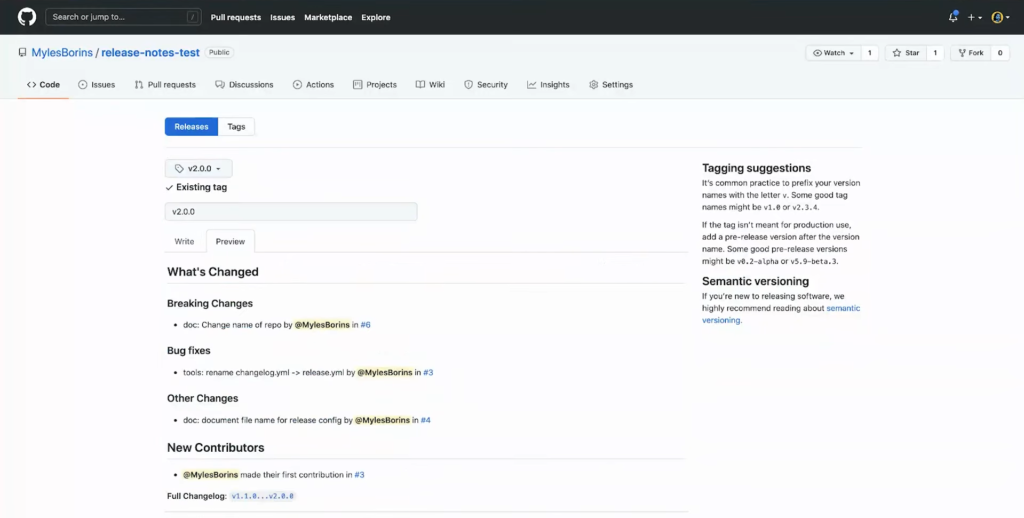 Search or jump to... /
Pull requests Issues Marketplace Explore
MylesBorins / release-notes-test Public
Watch 1 Star 1 Fork 0
Code Issues Pull requests Discussions Actions Projects Wiki Security Insights Settings
Releases Tags
v2.0.0
Existing tag
v2.0.0
Write Preview
What's Changed
Breaking Changes
doc: Change name of repo by @MylesBorins in #6
Bug fixes
tools: rename changelog.yml -> release.yml by @MylesBorins in #3
Other Changes
doc: document file name for release config by @MylesBorins in #4
New Contributors
@MylesBorins made their first contribution in #3
Full Changelog: v1.1.0...v2.0.0
Tagging suggestions
It's common practice to prefix your version
names with the letter v. Some good tag
names might be v1.0 or v2.3.4.
If the tag isn't meant for production use,
add a pre-release version after the version
name. Some good pre-release versions
might be v0.2-alpha or v5.9-beta.3.
Semantic versioning
If you're new to releasing software, we
highly recommend reading about semantic
versioning.